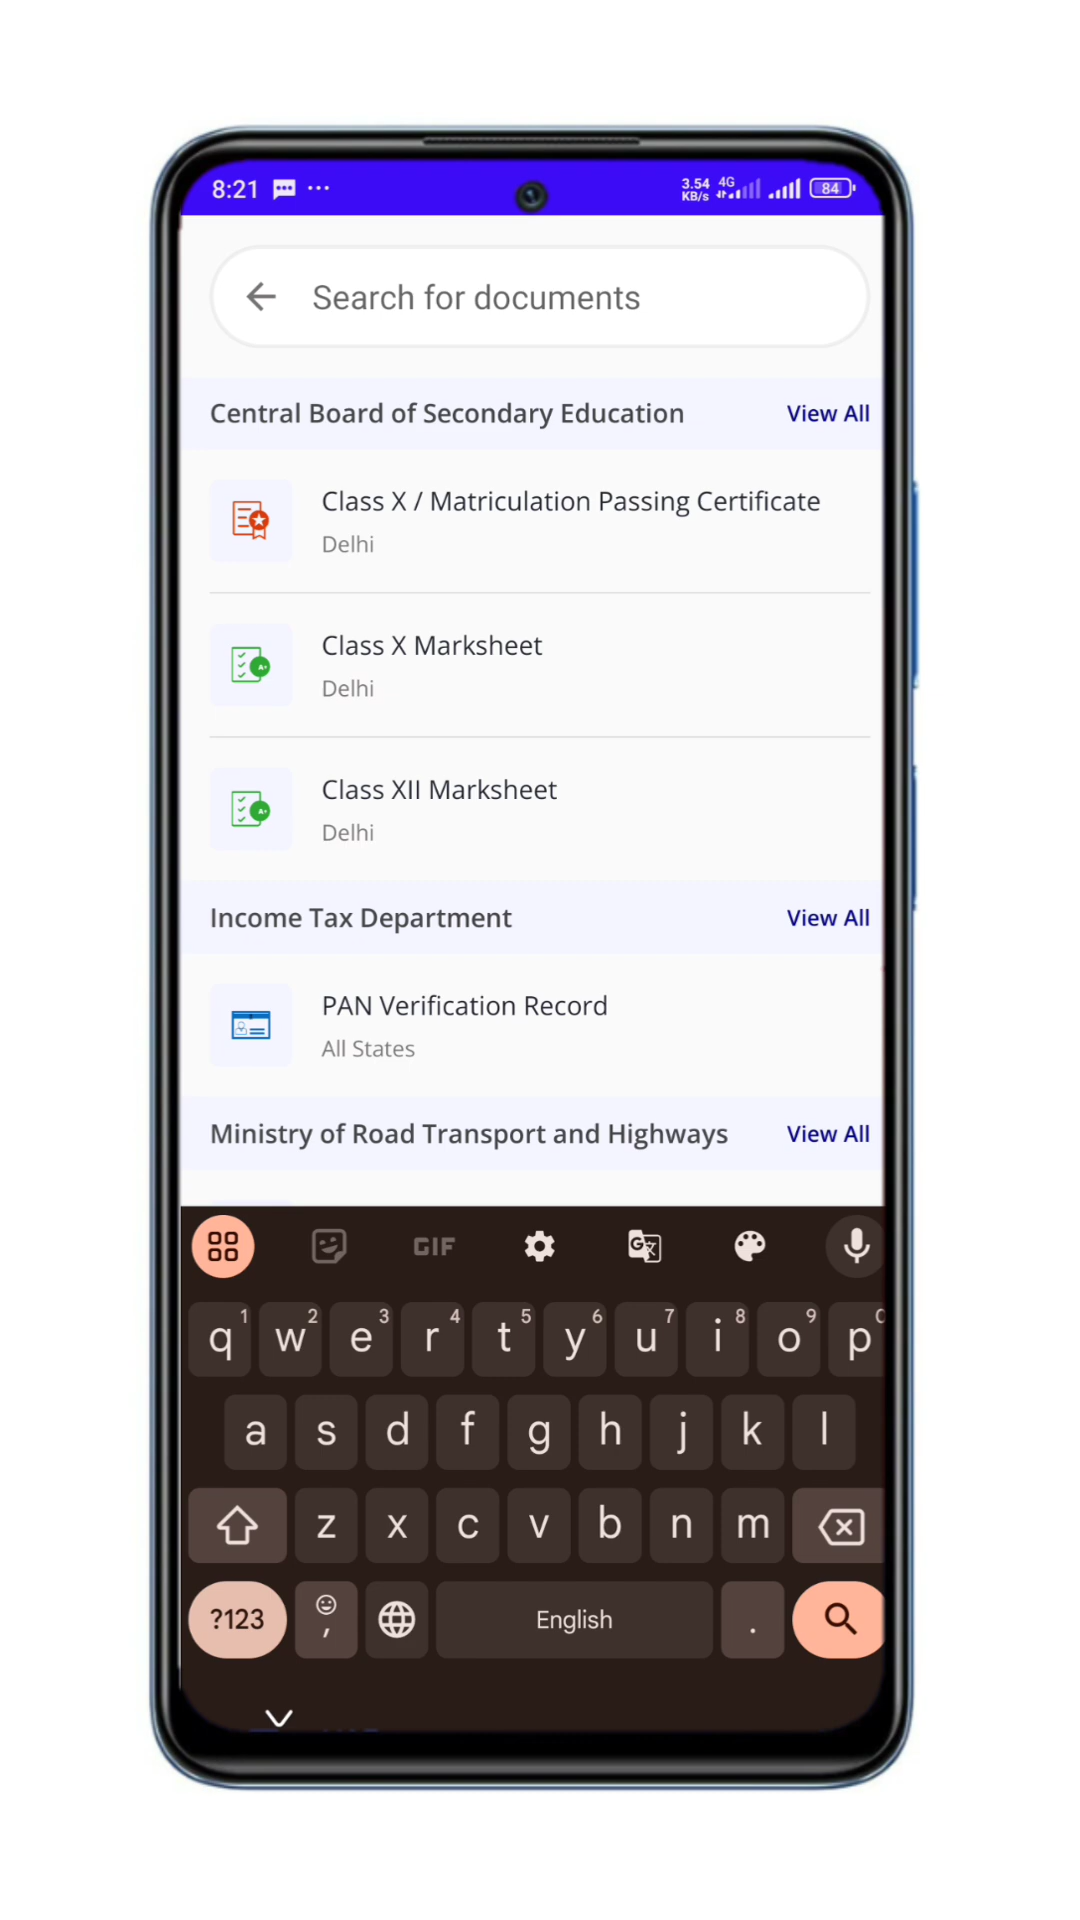 8:21 ... 3.54 KB/s 4G 84
Search for documents
Central Board of Secondary Education View All
Class X / Matriculation Passing Certificate
Delhi
Class X Marksheet
Delhi
Class XII Marksheet
Delhi
Income Tax Department View All
PAN Verification Record
All States
Ministry of Road Transport and Highways View All
GIF G
q1 w2 e3 r4 t5 y6 u7 i8 o9 p0
a s d f g h j k l
z x c v b n m
?123 , English .